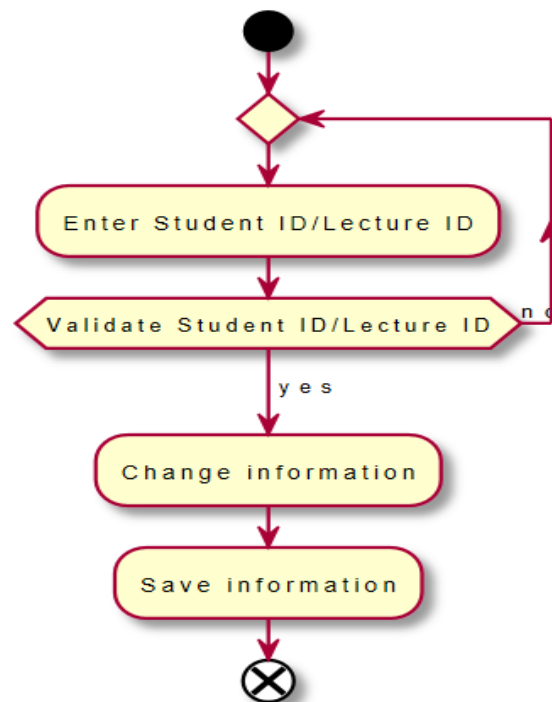 Enter Student ID/Lecture ID
Validate Student ID/Lecture ID
no
yes
Change information
Save information